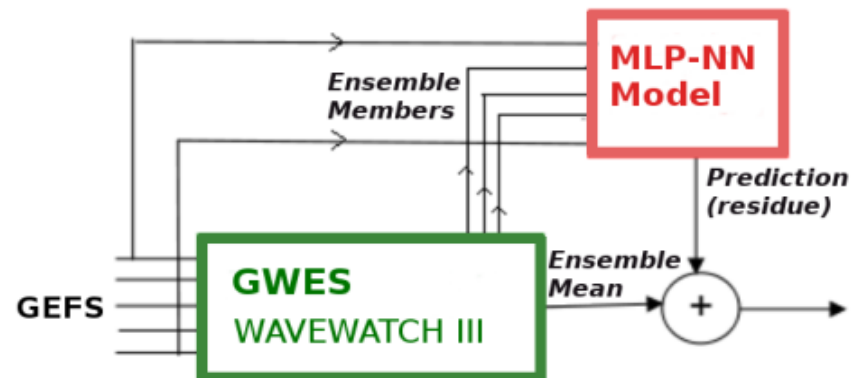 MLP-NN
Model
Ensemble
Members
Prediction
(residue)
GWES
WAVEWATCH III
Ensemble
Mean
GEFS
+